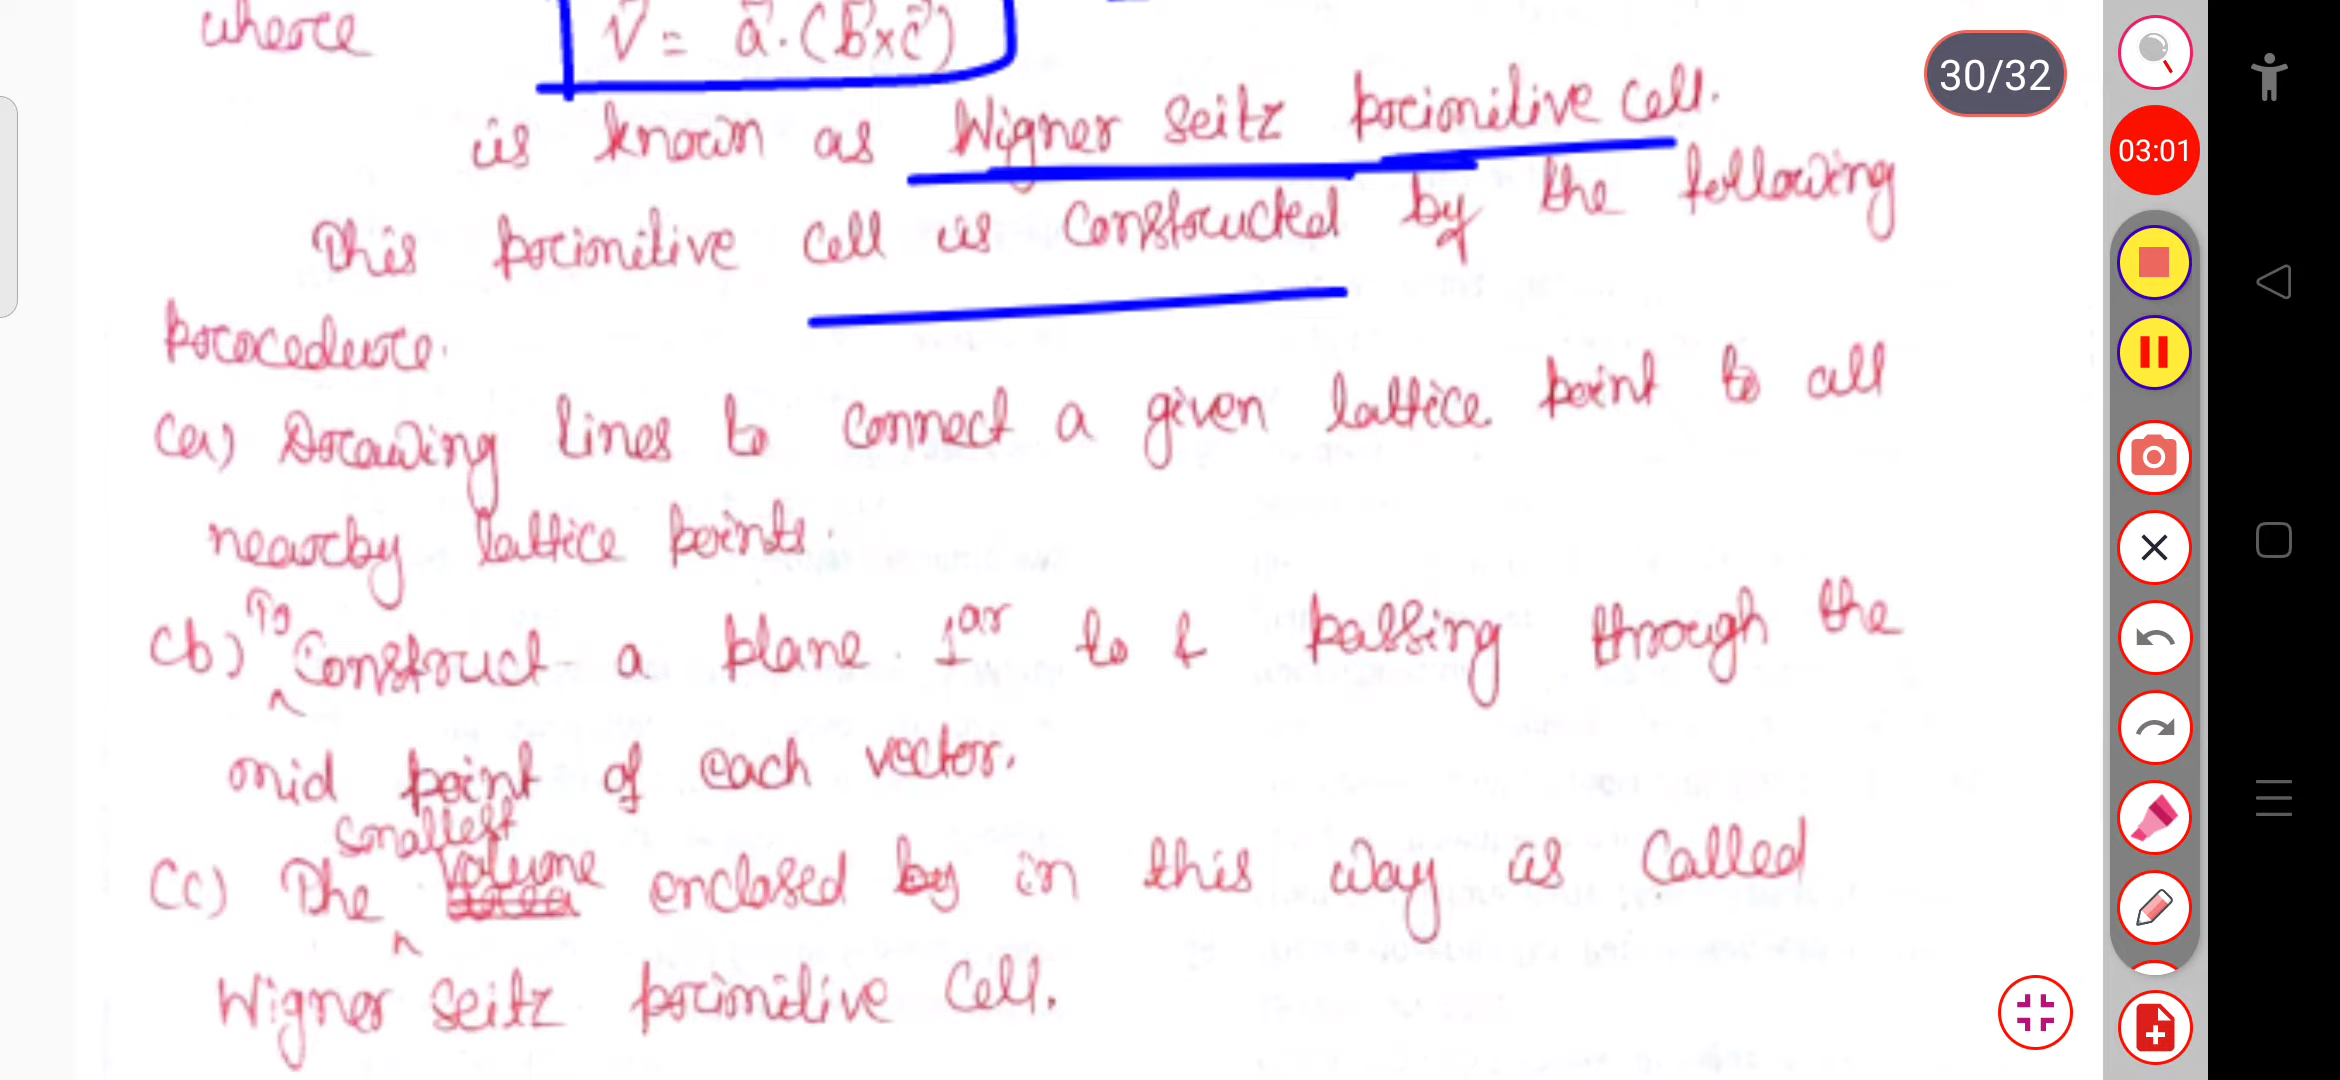 where V⃗ = a⃗ · (b⃗×c⃗)
30/32
is known as Wigner Seitz primitive cell.
03:01
This primitive cell is constructed by the following
procedure.
(a) Drawing lines to connect a given lattice point to all
nearby lattice points.
(b) To construct a plane ⊥ar to & passing through the
mid point of each vector.
(c) The smallest volume enclosed by in this way as called
Wigner Seitz primitive cell.